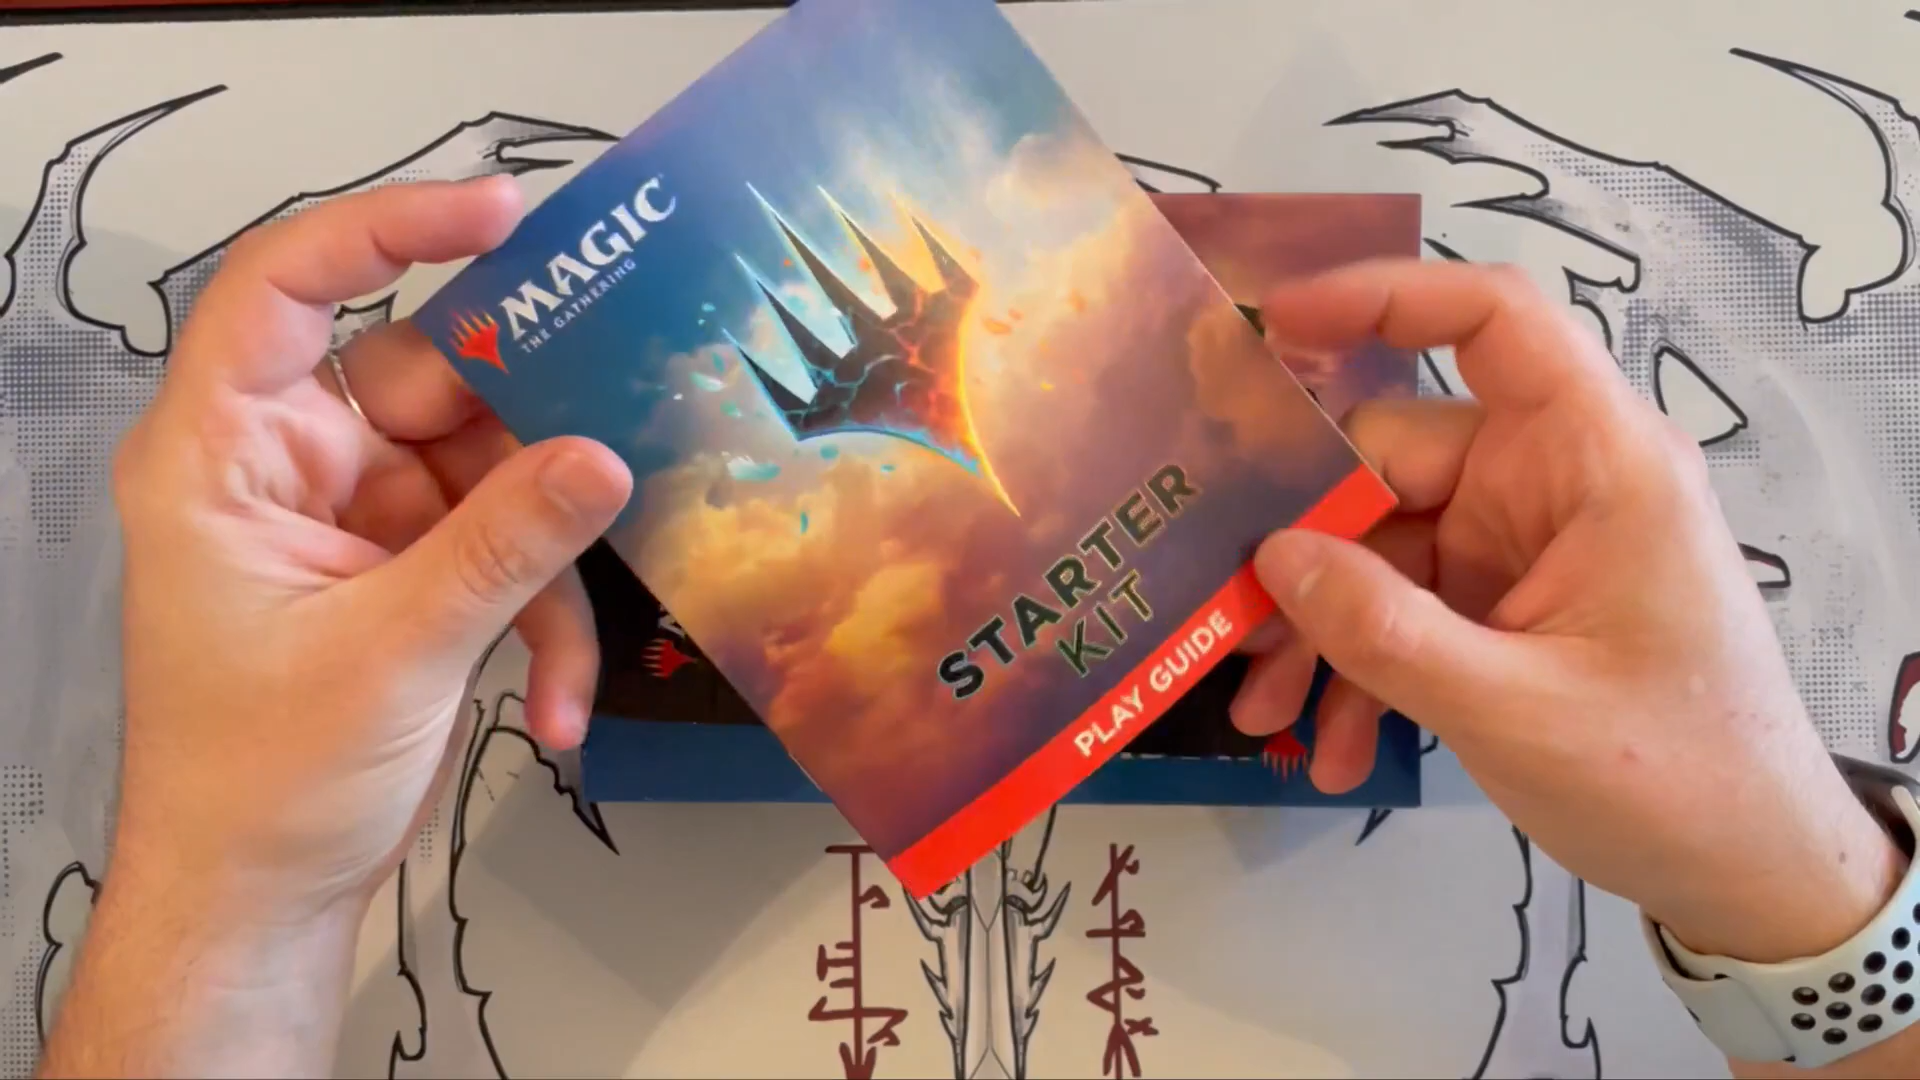 MAGIC
THE GATHERING
STARTER
KIT
PLAY GUIDE